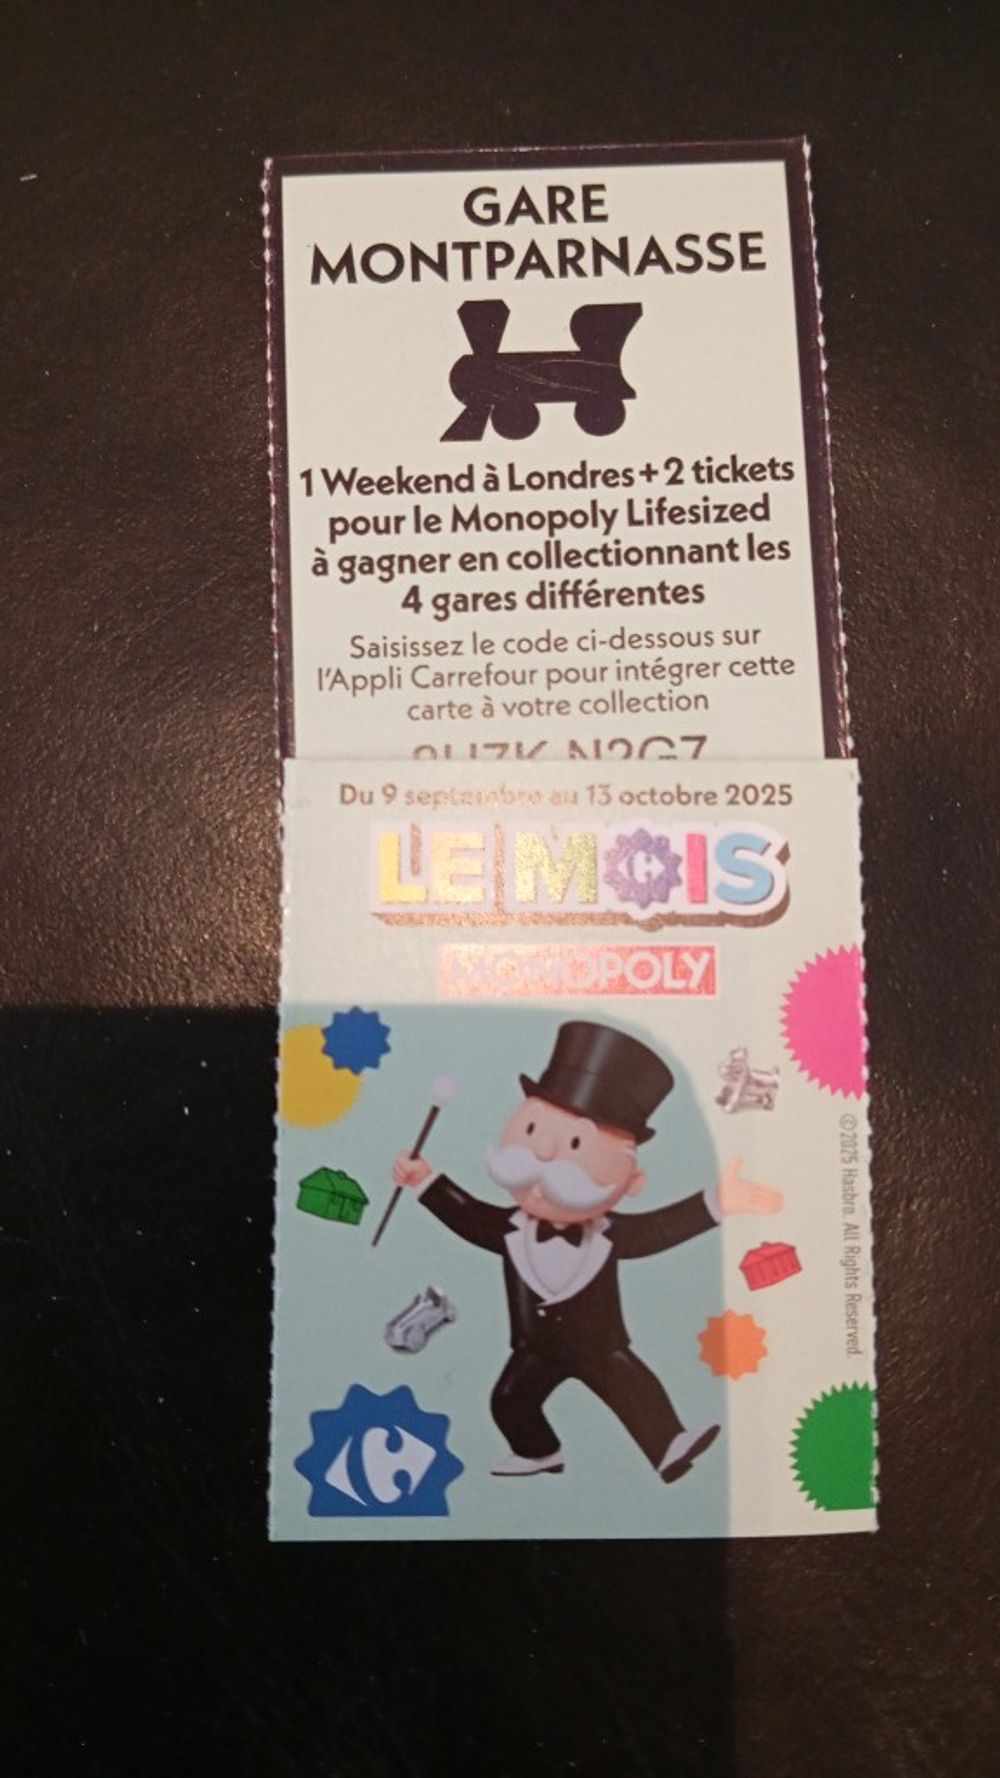 GARE
MONTPARNASSE
1 Weekend à Londres + 2 tickets
pour le Monopoly Lifesized
à gagner en collectionnant les
4 gares différentes
Saisissez le code ci-dessous sur
l'Appli Carrefour pour intégrer cette
carte à votre collection
Du 9 septembre au 13 octobre 2025
LE MOIS
MONOPOLY
©2025 Hasbro. All Rights Reserved.